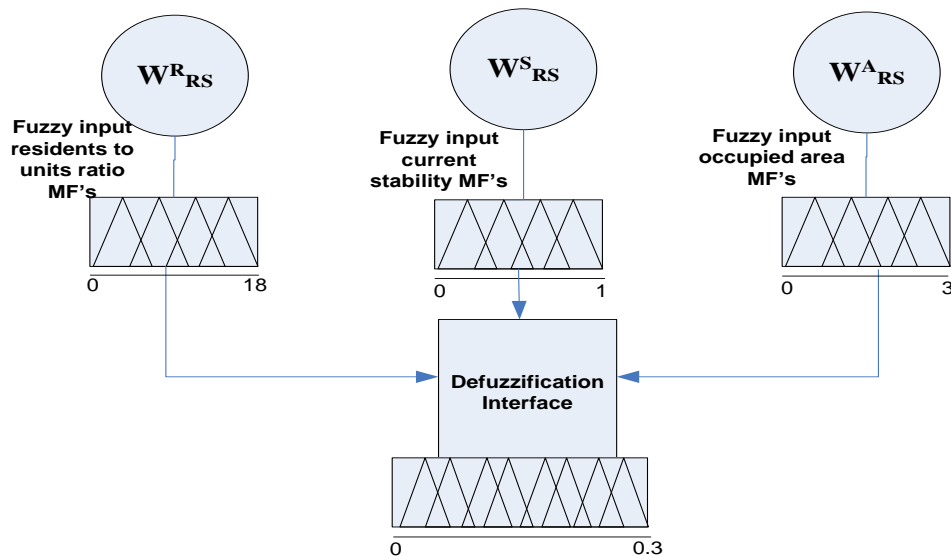 W^R_RS
W^S_RS
W^A_RS
Fuzzy input
residents to
units ratio
MF's
Fuzzy input
current
stability MF's
Fuzzy input
occupied area
MF's
0
18
0
1
0
3
Defuzzification
Interface
0
0.3